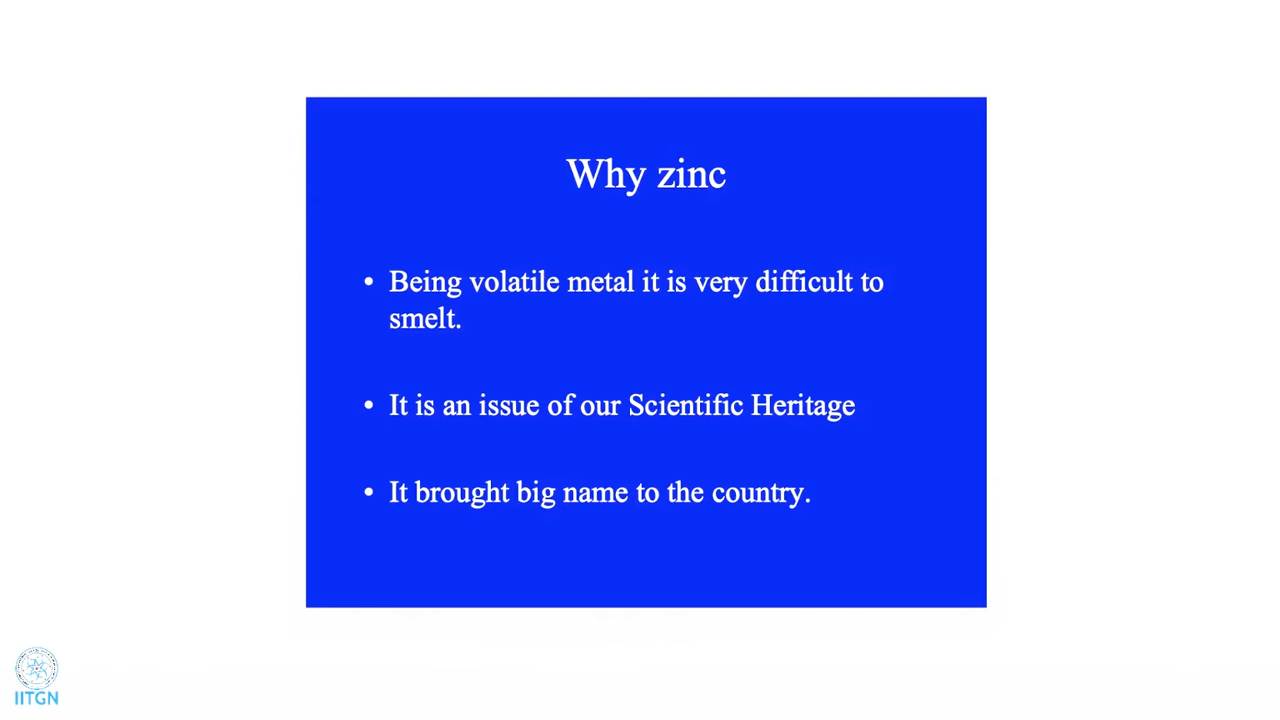 Why zinc
• Being volatile metal it is very difficult to
smelt.
• It is an issue of our Scientific Heritage
• It brought big name to the country.
IITGN